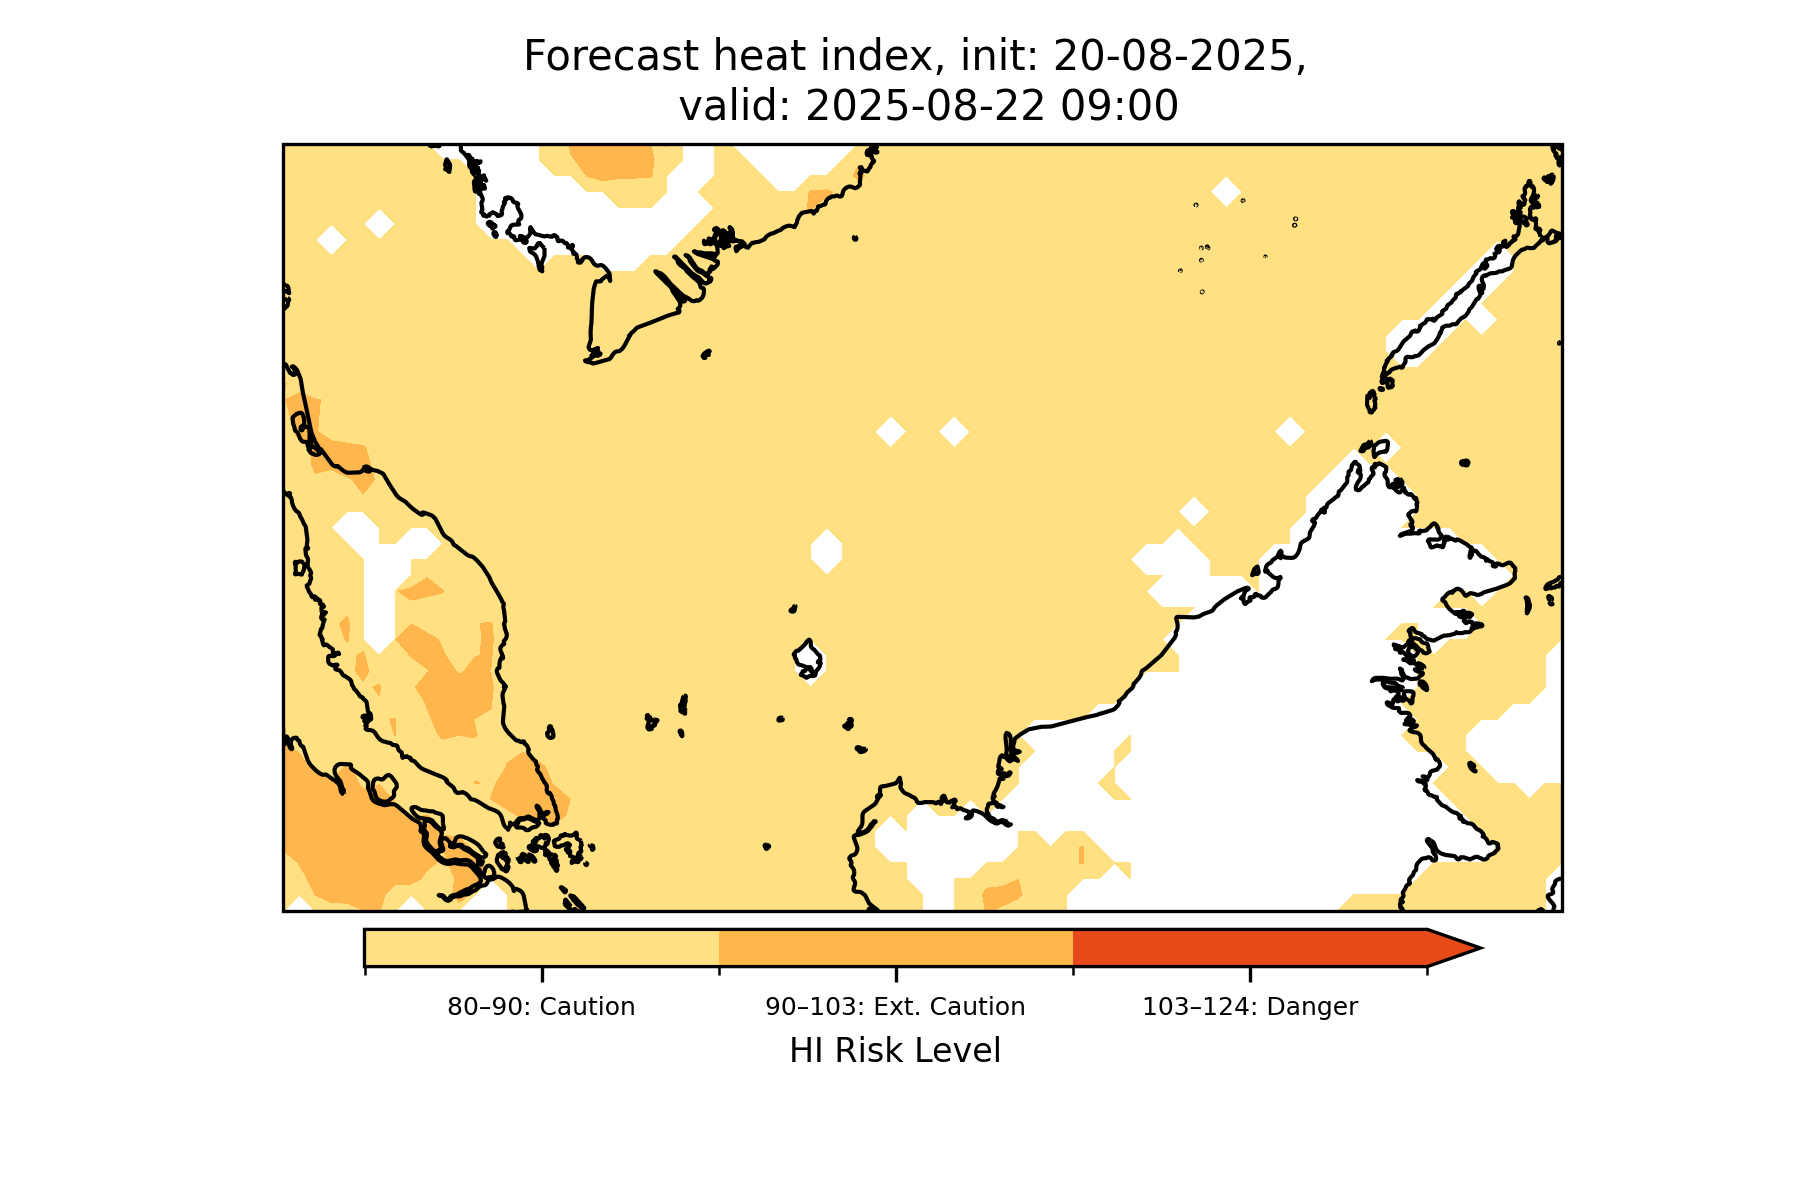 Forecast heat index, init: 20-08-2025,
valid: 2025-08-22 09:00
80–90: Caution
90–103: Ext. Caution
103–124: Danger
HI Risk Level